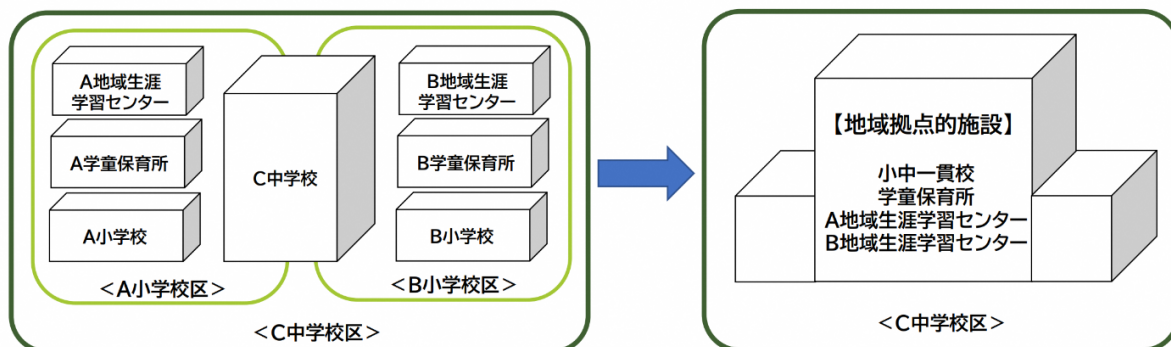 A地域生涯
学習センター
A学童保育所
A小学校
<A小学校区>
C中学校
B地域生涯
学習センター
B学童保育所
B小学校
<B小学校区>
<C中学校区>
【地域拠点的施設】
小中一貫校
学童保育所
A地域生涯学習センター
B地域生涯学習センター
<C中学校区>